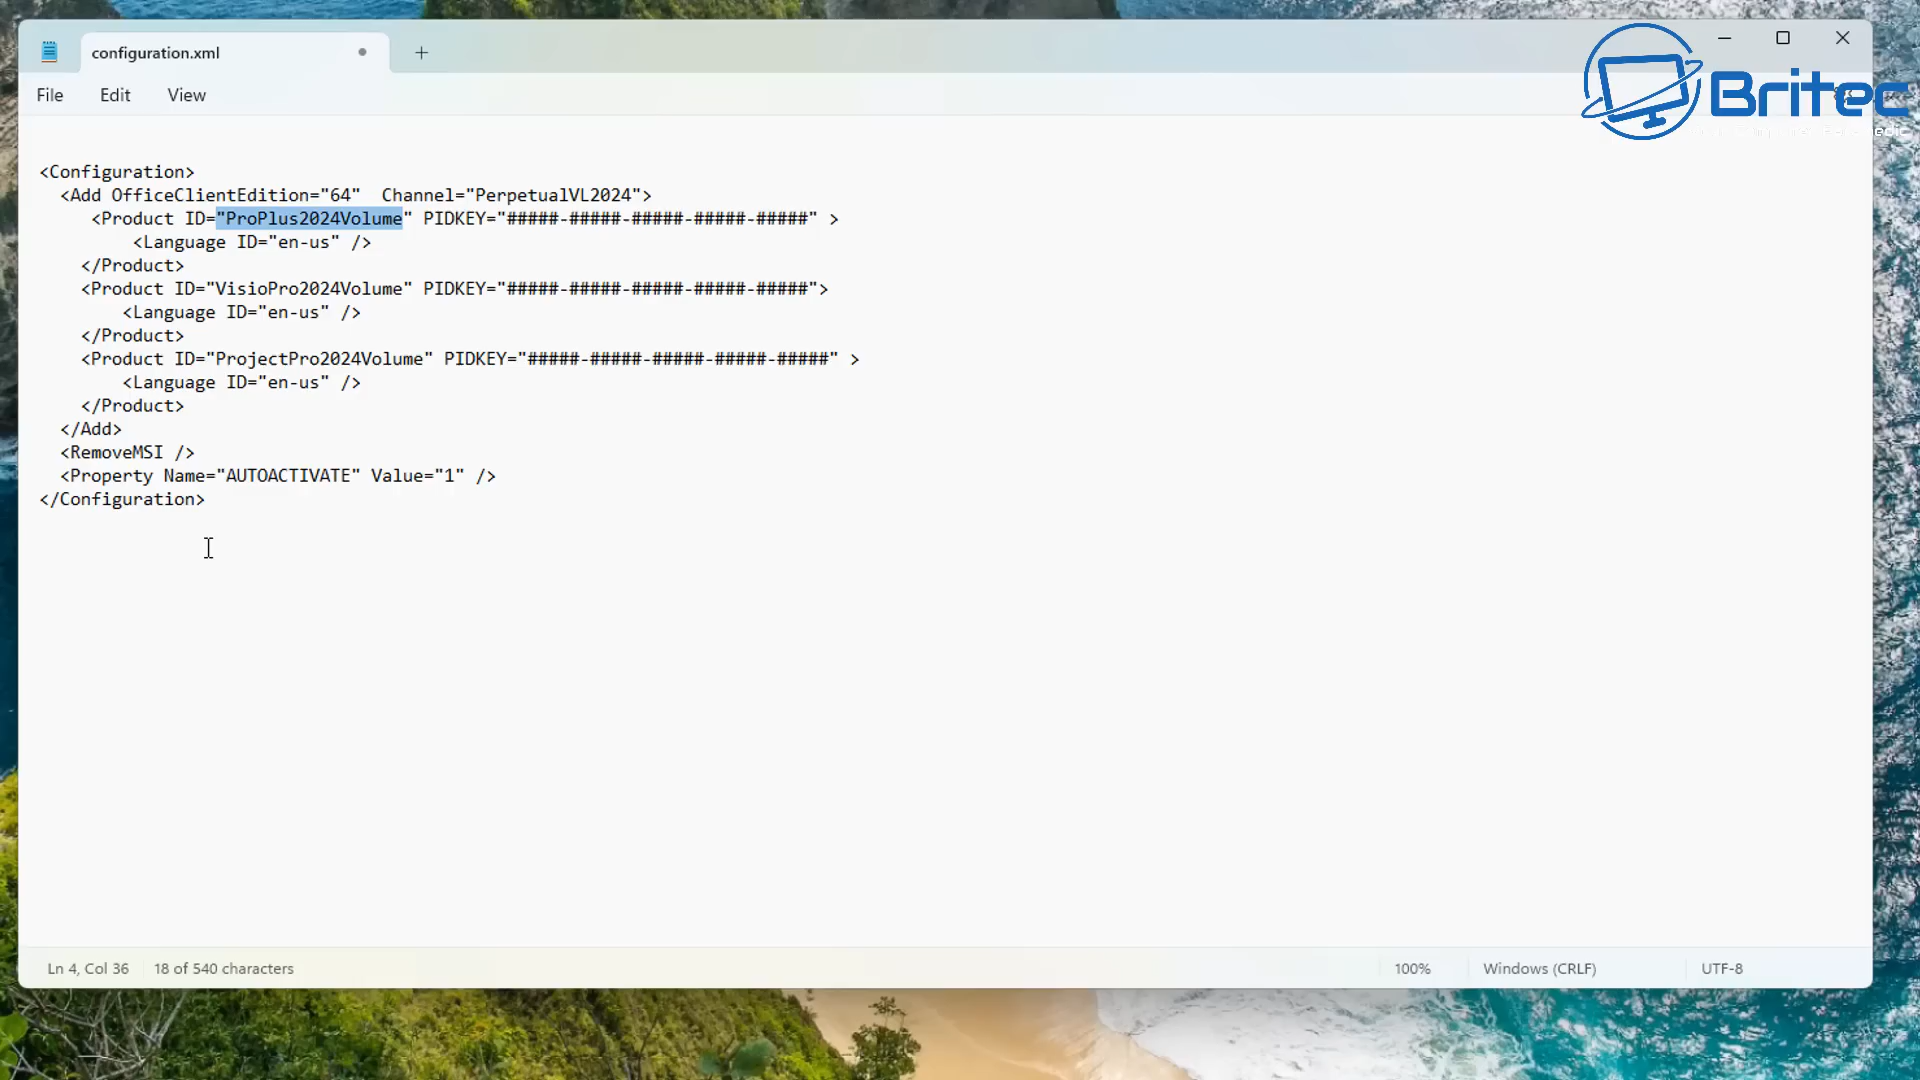 configuration.xml
Britec
File Edit View
<Configuration>
<Add OfficeClientEdition="64"  Channel="PerpetualVL2024">
<Product ID="ProPlus2024Volume" PIDKEY="#####-#####-#####-#####-#####" >
<Language ID="en-us" />
</Product>
<Product ID="VisioPro2024Volume" PIDKEY="#####-#####-#####-#####-#####">
<Language ID="en-us" />
</Product>
<Product ID="ProjectPro2024Volume" PIDKEY="#####-#####-#####-#####-#####" >
<Language ID="en-us" />
</Product>
</Add>
<RemoveMSI />
<Property Name="AUTOACTIVATE" Value="1" />
</Configuration>
Ln 4, Col 36 18 of 540 characters 100% Windows (CRLF) UTF-8